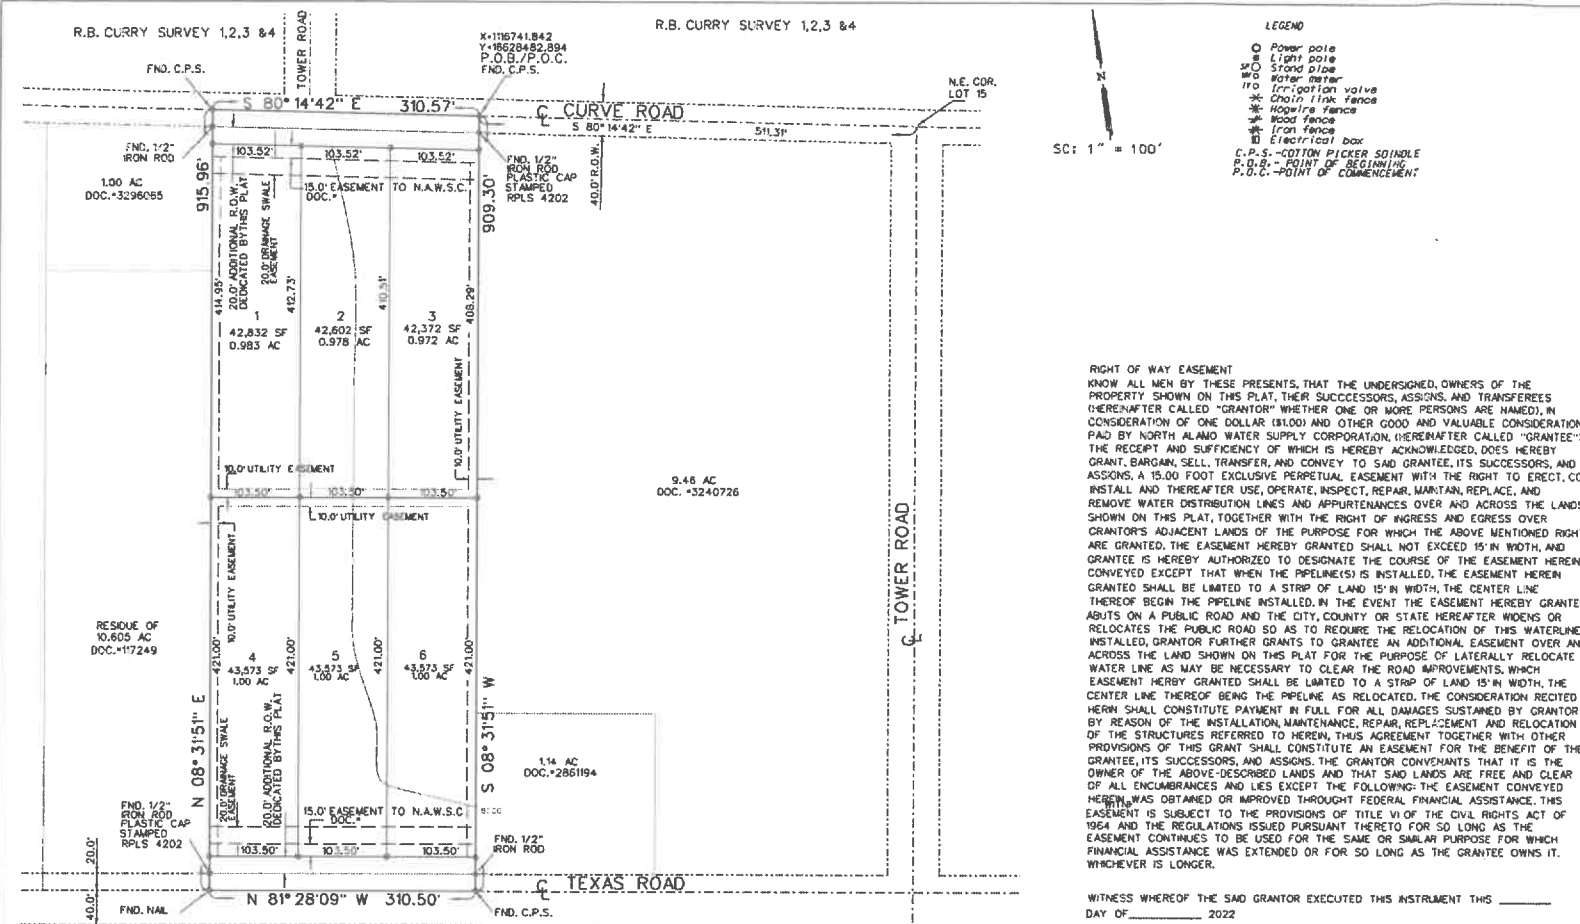 R.B. CURRY SURVEY 1,2,3 &4
TOWER ROAD
R.B. CURRY SURVEY 1,2,3 &4
X=1116741.842
Y=16628482.894
P.O.B./P.O.C.
FND. C.P.S.
FND. C.P.S.
S 80° 14'42" E 310.57'
C͟L CURVE ROAD
S 80° 14'42" E 511.31'
N.E. COR.
LOT 15
SC: 1" = 100'
N
LEGEND
Power pole
Light pole
SPO Stand pipe
WO Water meter
IVO Irrigation valve
Chain link fence
Hogwire fence
Wood fence
Iron fence
Electrical box
C.P.S.-COTTON PICKER SOINDLE
P.O.B.- POINT OF BEGINNING
P.O.C.-POINT OF COMMENCEMENT
FND. 1/2"
IRON ROD
103.52'
103.52'
103.52'
FND. 1/2"
IRON ROD
PLASTIC CAP
STAMPED
RPLS 4202
40.0' R.O.W.
1.00 AC
DOC.#3296065
915.96'
909.30'
15.0' EASEMENT TO N.A.W.S.C.
DOC.#
20.0' ADDITIONAL R.O.W.
DEDICATED BY THIS PLAT
20.0' DRAINAGE SWALE
EASEMENT
414.95'
412.73'
410.51'
408.29'
1
42,832 SF
0.983 AC
2
42,602 SF
0.978 AC
3
42,372 SF
0.972 AC
10.0' UTILITY EASEMENT
10.0' UTILITY EASEMENT
103.50'
103.50'
103.50'
10.0' UTILITY EASEMENT
10.0' UTILITY EASEMENT
9.46 AC
DOC. #3240726
TOWER ROAD
C͟L
RESIDUE OF
10.605 AC
DOC.#117249
421.00'
421.00'
421.00'
421.00'
4
43,573 SF
1.00 AC
5
43,573 SF
1.00 AC
6
43,573 SF
1.00 AC
N 08° 31'51" E
S 08° 31'51" W
20.0' DRAINAGE SWALE
EASEMENT
20.0' ADDITIONAL R.O.W.
DEDICATED BY THIS PLAT
1.14 AC
DOC.#2861194
15.0' EASEMENT TO N.A.W.S.C
DOC.#
FND. 1/2"
IRON ROD
PLASTIC CAP
STAMPED
RPLS 4202
103.50'
103.50'
103.50'
FND. 1/2"
IRON ROD
20.0'
40.0'
C͟L TEXAS ROAD
N 81° 28'09" W 310.50'
FND. NAIL
FND. C.P.S.
RIGHT OF WAY EASEMENT
KNOW ALL MEN BY THESE PRESENTS, THAT THE UNDERSIGNED, OWNERS OF THE
PROPERTY SHOWN ON THIS PLAT, THEIR SUCCCESSORS, ASSIGNS, AND TRANSFEREES
(HEREINAFTER CALLED "GRANTOR" WHETHER ONE OR MORE PERSONS ARE NAMED), IN
CONSIDERATION OF ONE DOLLAR ($1.00) AND OTHER GOOD AND VALUABLE CONSIDERATION
PAID BY NORTH ALAMO WATER SUPPLY CORPORATION, (HEREINAFTER CALLED "GRANTEE"
THE RECEIPT AND SUFFICIENCY OF WHICH IS HEREBY ACKNOWLEDGED, DOES HEREBY
GRANT, BARGAIN, SELL, TRANSFER, AND CONVEY TO SAID GRANTEE, ITS SUCCESSORS, AND
ASSIGNS, A 15.00 FOOT EXCLUSIVE PERPETUAL EASEMENT WITH THE RIGHT TO ERECT, CO
INSTALL AND THEREAFTER USE, OPERATE, INSPECT, REPAIR, MAINTAIN, REPLACE, AND
REMOVE WATER DISTRIBUTION LINES AND APPURTENANCES OVER AND ACROSS THE LANDS
SHOWN ON THIS PLAT, TOGETHER WITH THE RIGHT OF INGRESS AND EGRESS OVER
GRANTOR'S ADJACENT LANDS OF THE PURPOSE FOR WHICH THE ABOVE MENTIONED RIGH
ARE GRANTED. THE EASEMENT HEREBY GRANTED SHALL NOT EXCEED 15' IN WIDTH, AND
GRANTEE IS HEREBY AUTHORIZED TO DESIGNATE THE COURSE OF THE EASEMENT HEREIN
CONVEYED EXCEPT THAT WHEN THE PIPELINE(S) IS INSTALLED, THE EASEMENT HEREIN
GRANTED SHALL BE LIMITED TO A STRIP OF LAND 15' IN WIDTH, THE CENTER LINE
THEREOF BEGIN THE PIPELINE INSTALLED. IN THE EVENT THE EASEMENT HEREBY GRANTE
ABUTS ON A PUBLIC ROAD AND THE CITY, COUNTY OR STATE HEREAFTER WIDENS OR
RELOCATES THE PUBLIC ROAD SO AS TO REQUIRE THE RELOCATION OF THIS WATERLINE
INSTALLED, GRANTOR FURTHER GRANTS TO GRANTEE AN ADDITIONAL EASEMENT OVER AN
ACROSS THE LAND SHOWN ON THIS PLAT FOR THE PURPOSE OF LATERALLY RELOCATE
WATER LINE AS MAY BE NECESSARY TO CLEAR THE ROAD IMPROVEMENTS, WHICH
EASEMENT HERBY GRANTED SHALL BE LIMITED TO A STRIP OF LAND 15' IN WIDTH, THE
CENTER LINE THEREOF BEING THE PIPELINE AS RELOCATED. THE CONSIDERATION RECITED
HERIN SHALL CONSTITUTE PAYMENT IN FULL FOR ALL DAMAGES SUSTAINED BY GRANTOR
BY REASON OF THE INSTALLATION, MAINTENANCE, REPAIR, REPLACEMENT AND RELOCATION
OF THE STRUCTURES REFERRED TO HEREIN, THUS AGREEMENT TOGETHER WITH OTHER
PROVISIONS OF THIS GRANT SHALL CONSTITUTE AN EASEMENT FOR THE BENEFIT OF THE
GRANTEE, ITS SUCCESSORS, AND ASSIGNS. THE GRANTOR CONVENANTS THAT IT IS THE
OWNER OF THE ABOVE-DESCRIBED LANDS AND THAT SAID LANDS ARE FREE AND CLEAR
OF ALL ENCUMBRANCES AND LIES EXCEPT THE FOLLOWING: THE EASEMENT CONVEYED
HEREIN WAS OBTAINED OR IMPROVED THROUGHT FEDERAL FINANCIAL ASSISTANCE. THIS
EASEMENT IS SUBJECT TO THE PROVISIONS OF TITLE VI OF THE CIVIL RIGHTS ACT OF
1964 AND THE REGULATIONS ISSUED PURSUANT THERETO FOR SO LONG AS THE
EASEMENT CONTINUES TO BE USED FOR THE SAME OR SIMILAR PURPOSE FOR WHICH
FINANCIAL ASSISTANCE WAS EXTENDED OR FOR SO LONG AS THE GRANTEE OWNS IT.
WHICHEVER IS LONGER.
WITNESS WHEREOF THE SAID GRANTOR EXECUTED THIS INSTRUMENT THIS ________
DAY OF ________ 2022